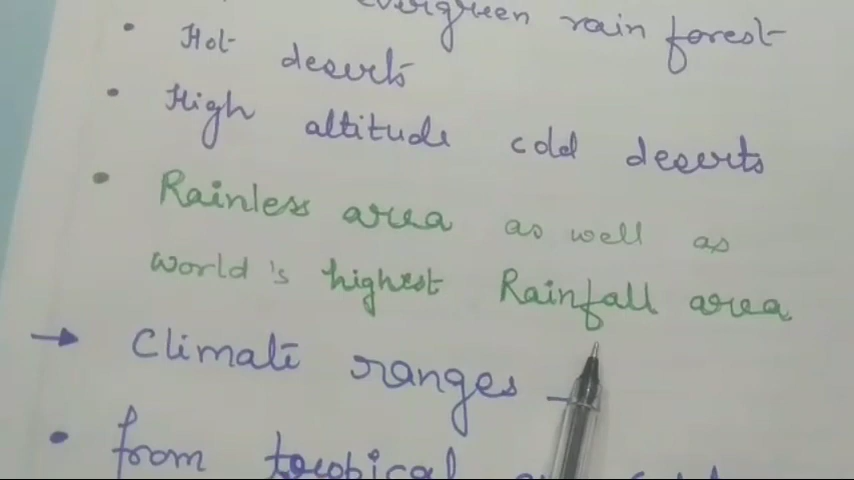 evergreen rain forest
• Hot deserts
• High altitude cold deserts
• Rainless area as well as
world's highest Rainfall area
→ Climate ranges –
• from tropical